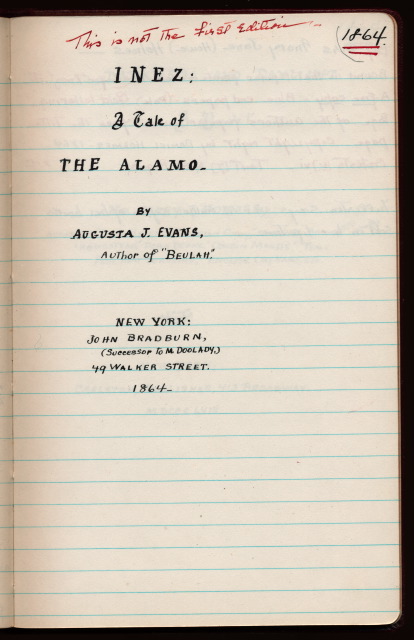 This is not the first edition
(1864.
INEZ:
A Tale of
THE ALAMO.
BY
AUGUSTA J. EVANS,
AUTHOR of "BEULAH."
NEW YORK:
JOHN BRADBURN,
(SUCCESSOR TO M. DOOLADY,)
49 WALKER STREET.
1864.